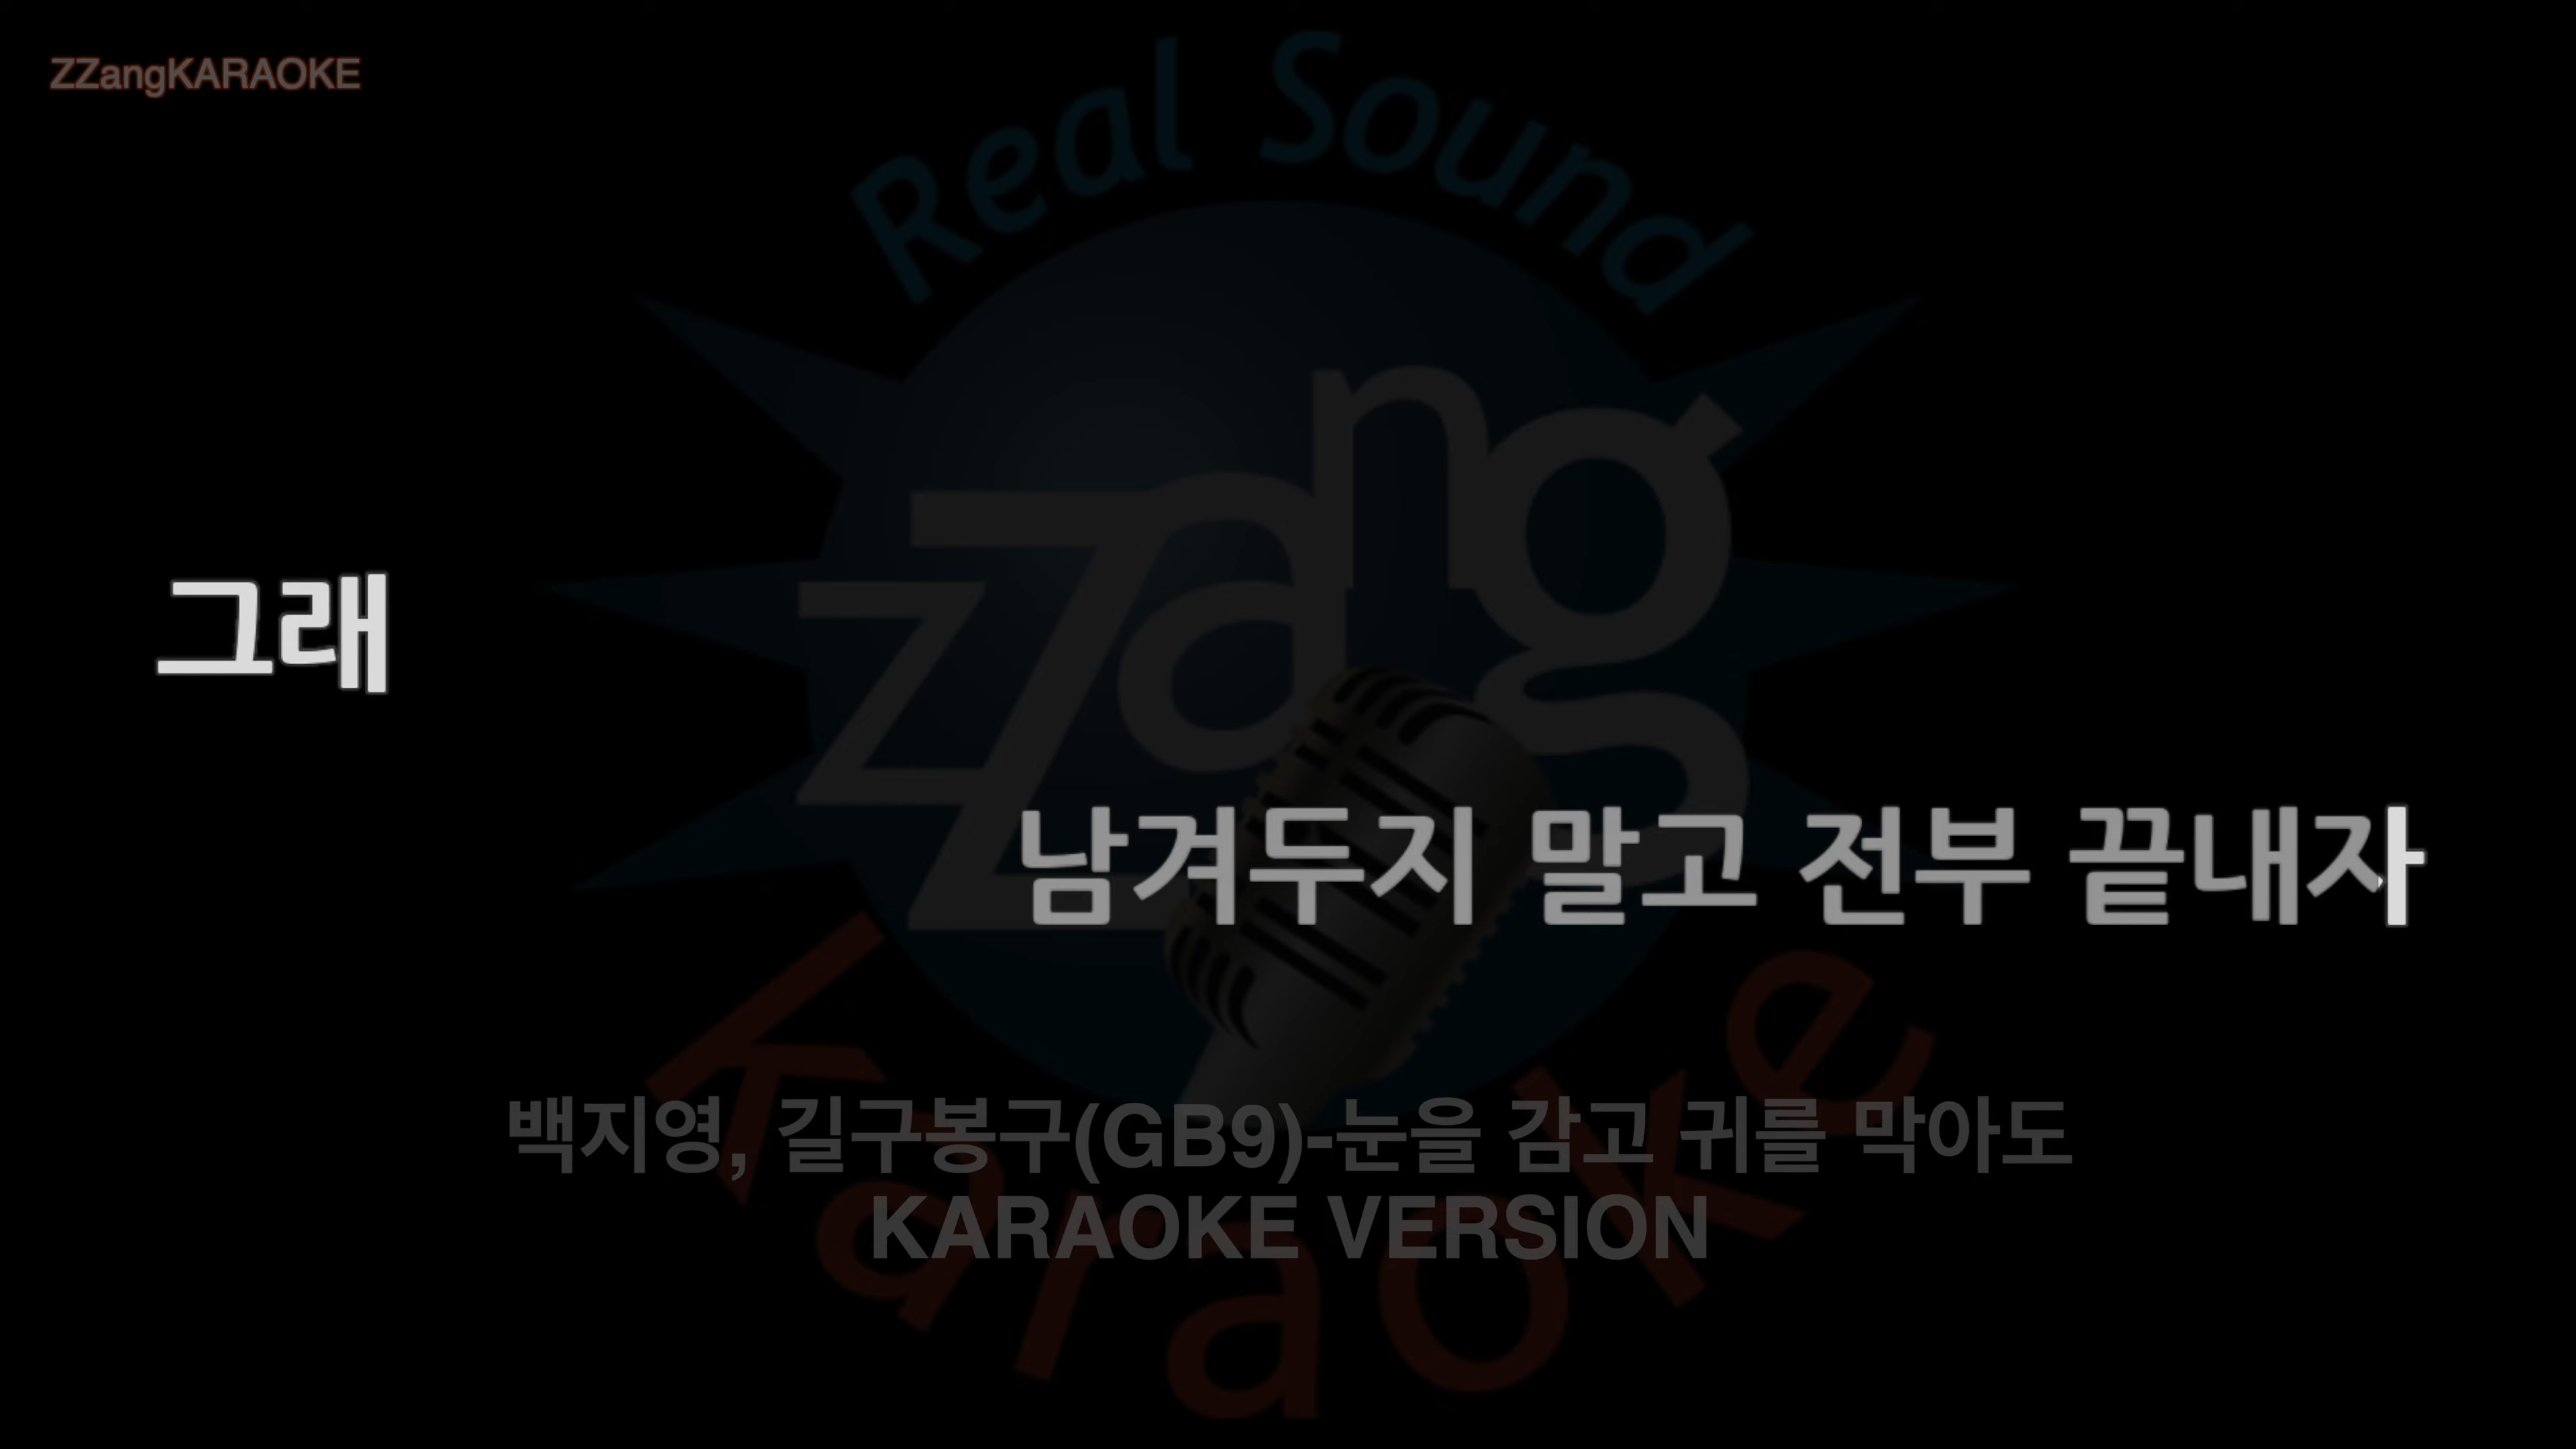 ZZangKARAOKE
Real Sound
zZang
그래
남겨두지 말고 전부 끝내자
Karaoke
백지영, 길구봉구(GB9)-눈을 감고 귀를 막아도
KARAOKE VERSION